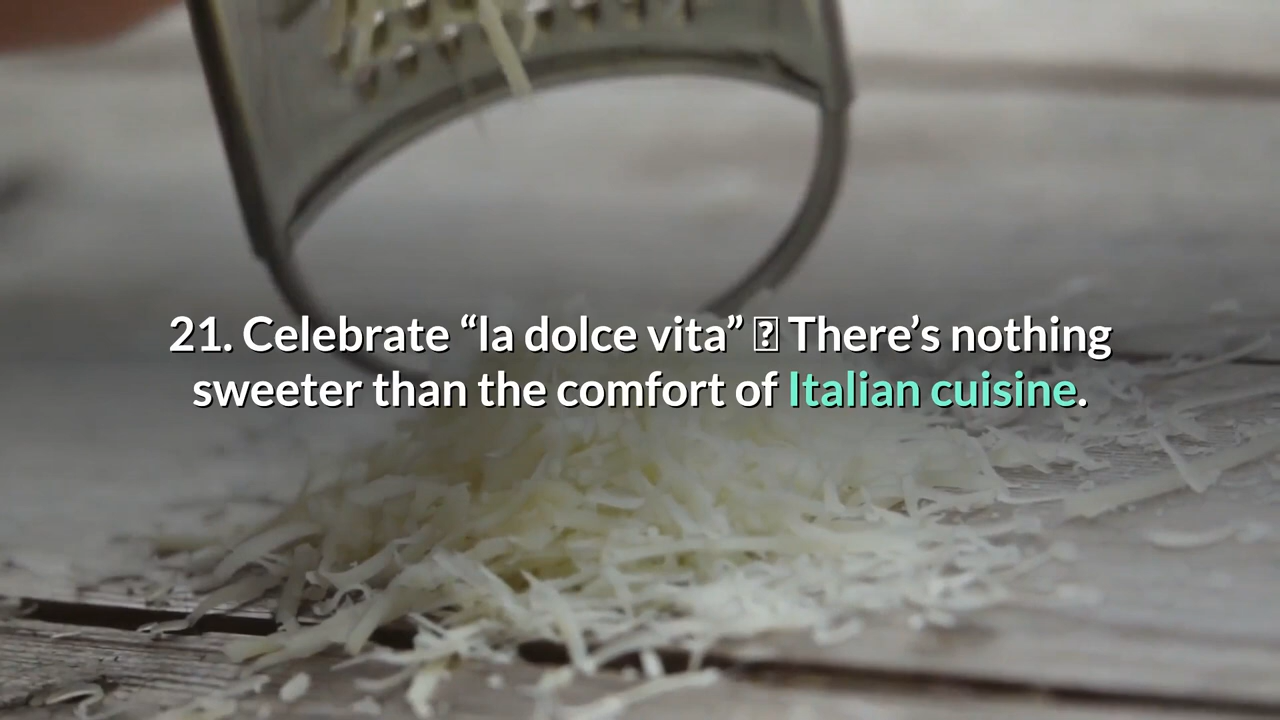 21. Celebrate “la dolce vita” � There’s nothing
sweeter than the comfort of Italian cuisine.